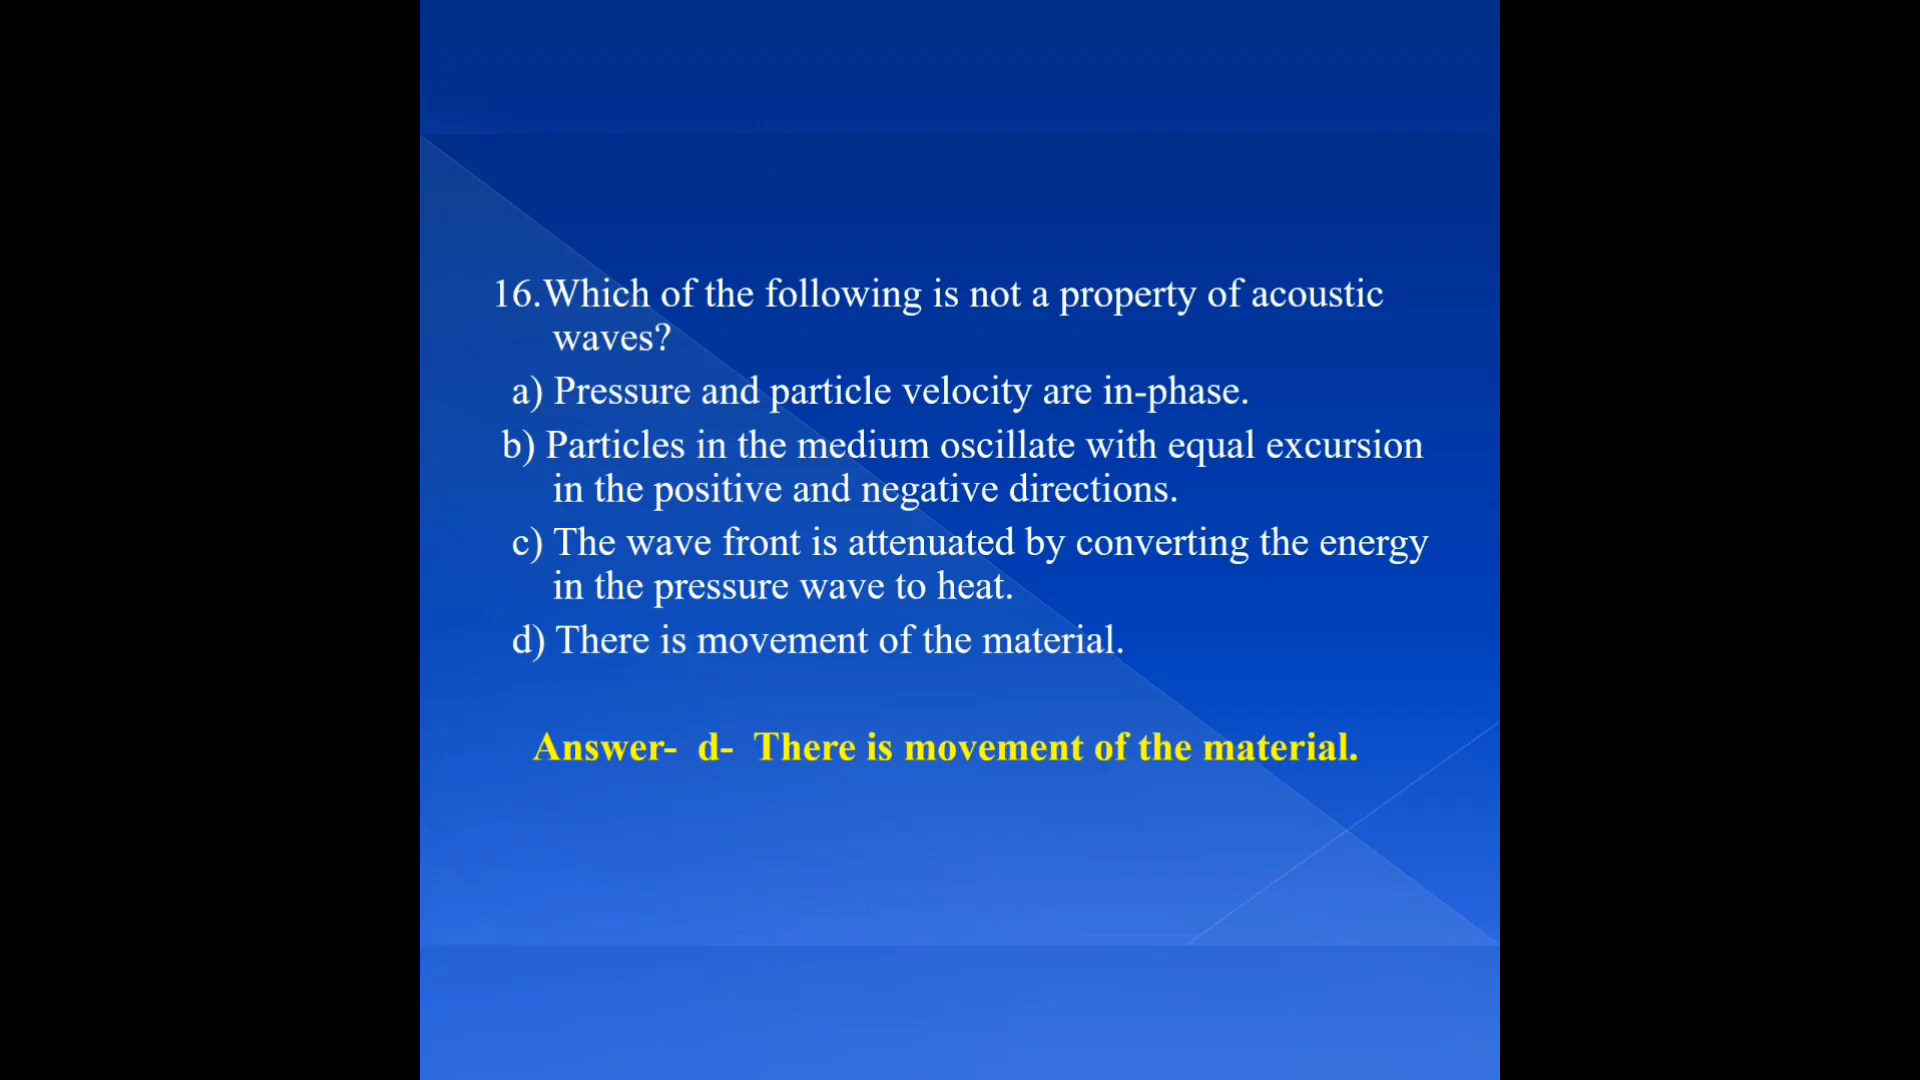 16.Which of the following is not a property of acoustic
waves?
a) Pressure and particle velocity are in-phase.
b) Particles in the medium oscillate with equal excursion
in the positive and negative directions.
c) The wave front is attenuated by converting the energy
in the pressure wave to heat.
d) There is movement of the material.
Answer- d- There is movement of the material.